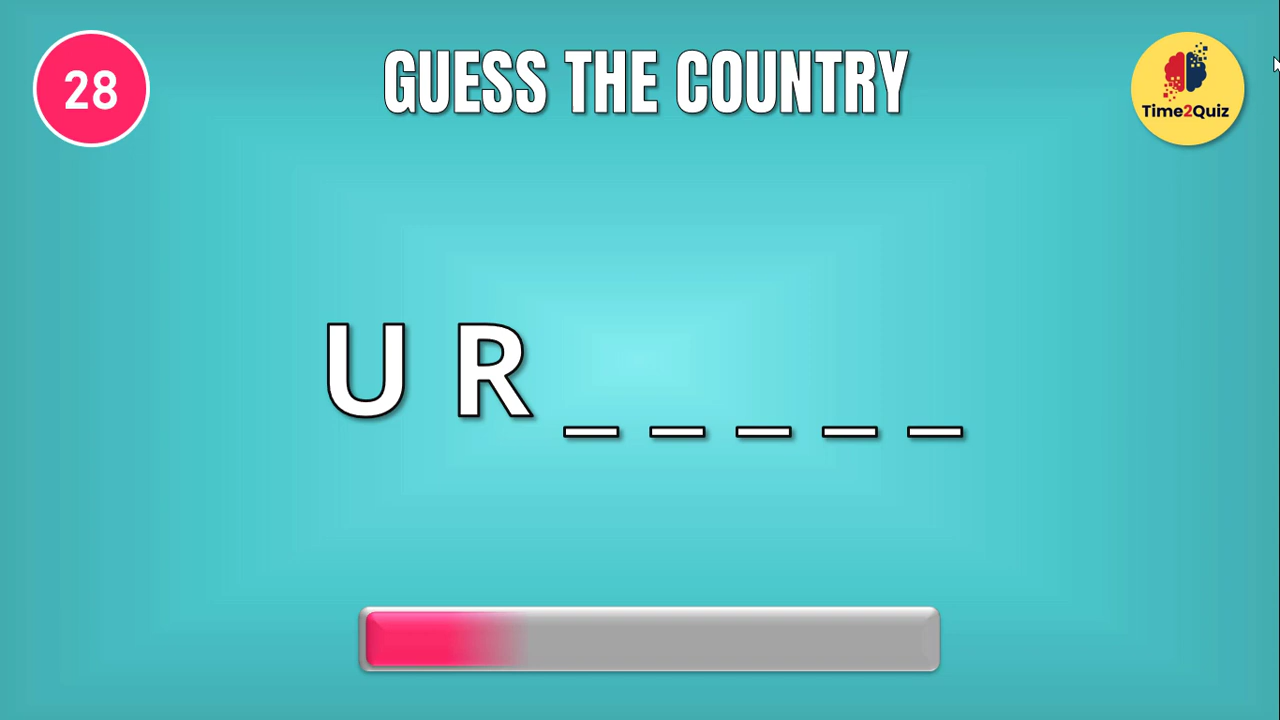 28
GUESS THE COUNTRY
Time2Quiz
U R _ _ _ _ _